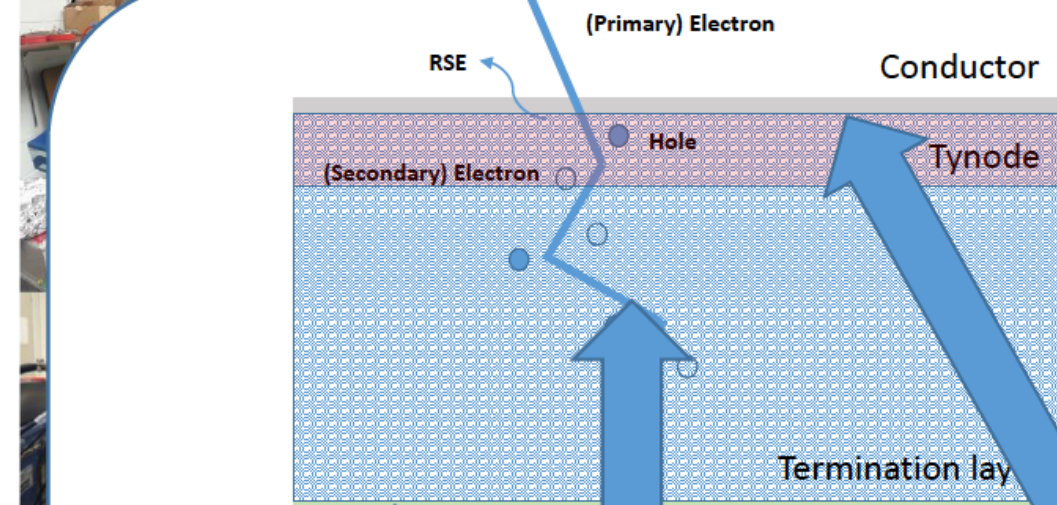 (Primary) Electron
RSE
Conductor
Hole
(Secondary) Electron
Tynode
Termination lay